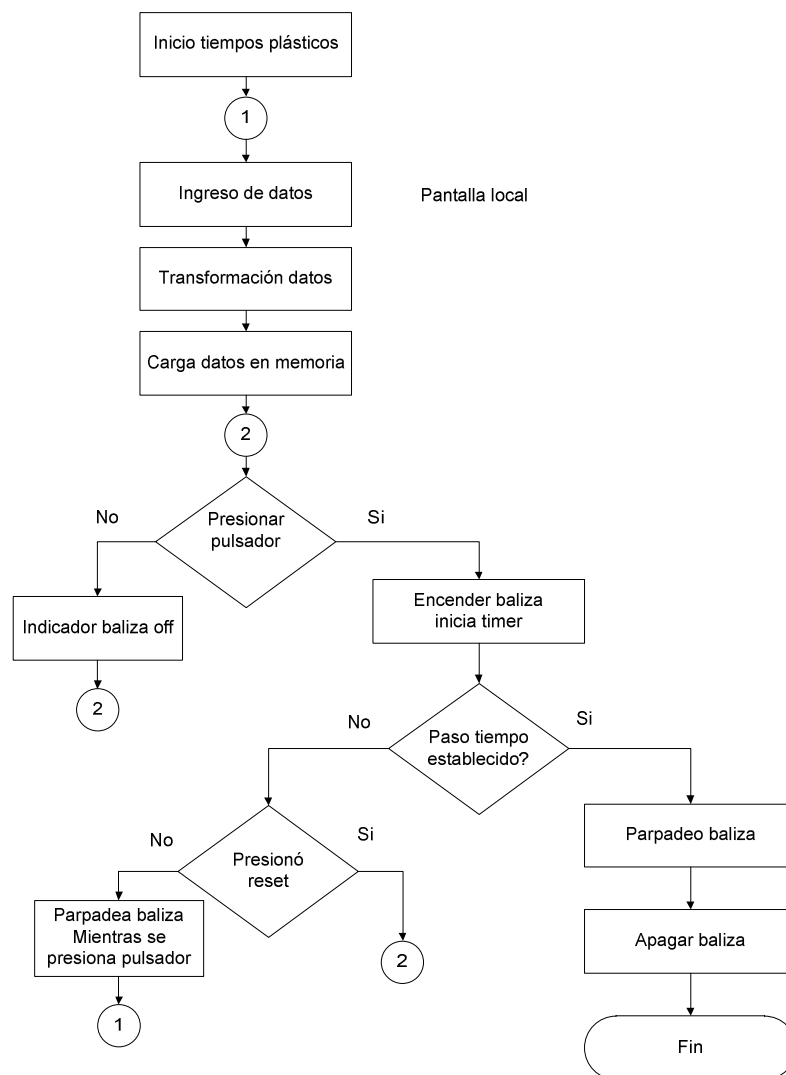 Inicio tiempos plásticos
1
Ingreso de datos
Pantalla local
Transformación datos
Carga datos en memoria
2
No
Presionar
pulsador
Si
Indicador baliza off
Encender baliza
inicia timer
2
No
Paso tiempo
establecido?
Si
No
Presionó
reset
Si
Parpadeo baliza
Parpadea baliza
Mientras se
presiona pulsador
2
Apagar baliza
1
Fin